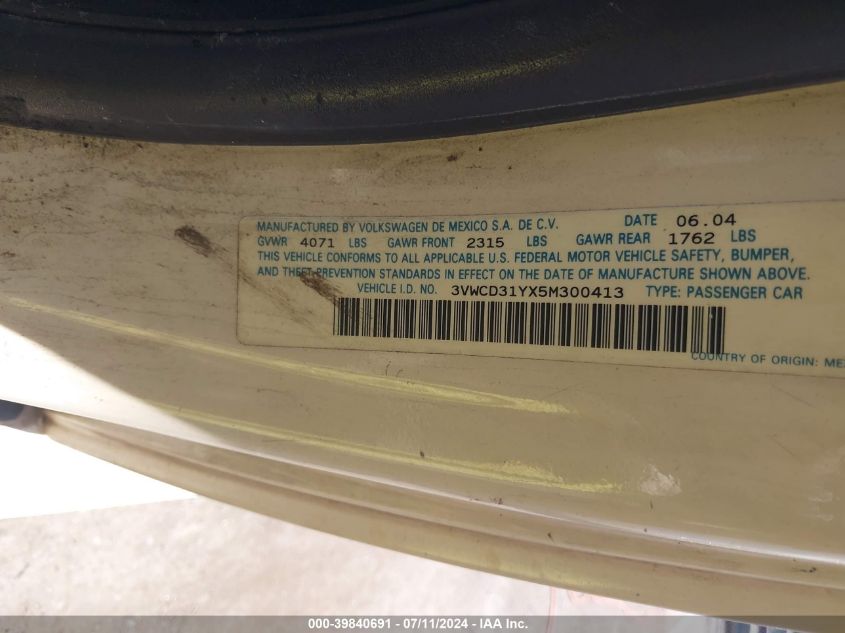 MANUFACTURED BY VOLKSWAGEN DE MEXICO S.A. DE C.V. DATE 06.04
GVWR 4071 LBS GAWR FRONT 2315 LBS GAWR REAR 1762 LBS
THIS VEHICLE CONFORMS TO ALL APPLICABLE U.S. FEDERAL MOTOR VEHICLE SAFETY, BUMPER,
AND THEFT PREVENTION STANDARDS IN EFFECT ON THE DATE OF MANUFACTURE SHOWN ABOVE.
VEHICLE I.D. NO. 3VWCD31YX5M300413 TYPE: PASSENGER CAR
COUNTRY OF ORIGIN: ME
000-39840691 - 07/11/2024 - IAA Inc.